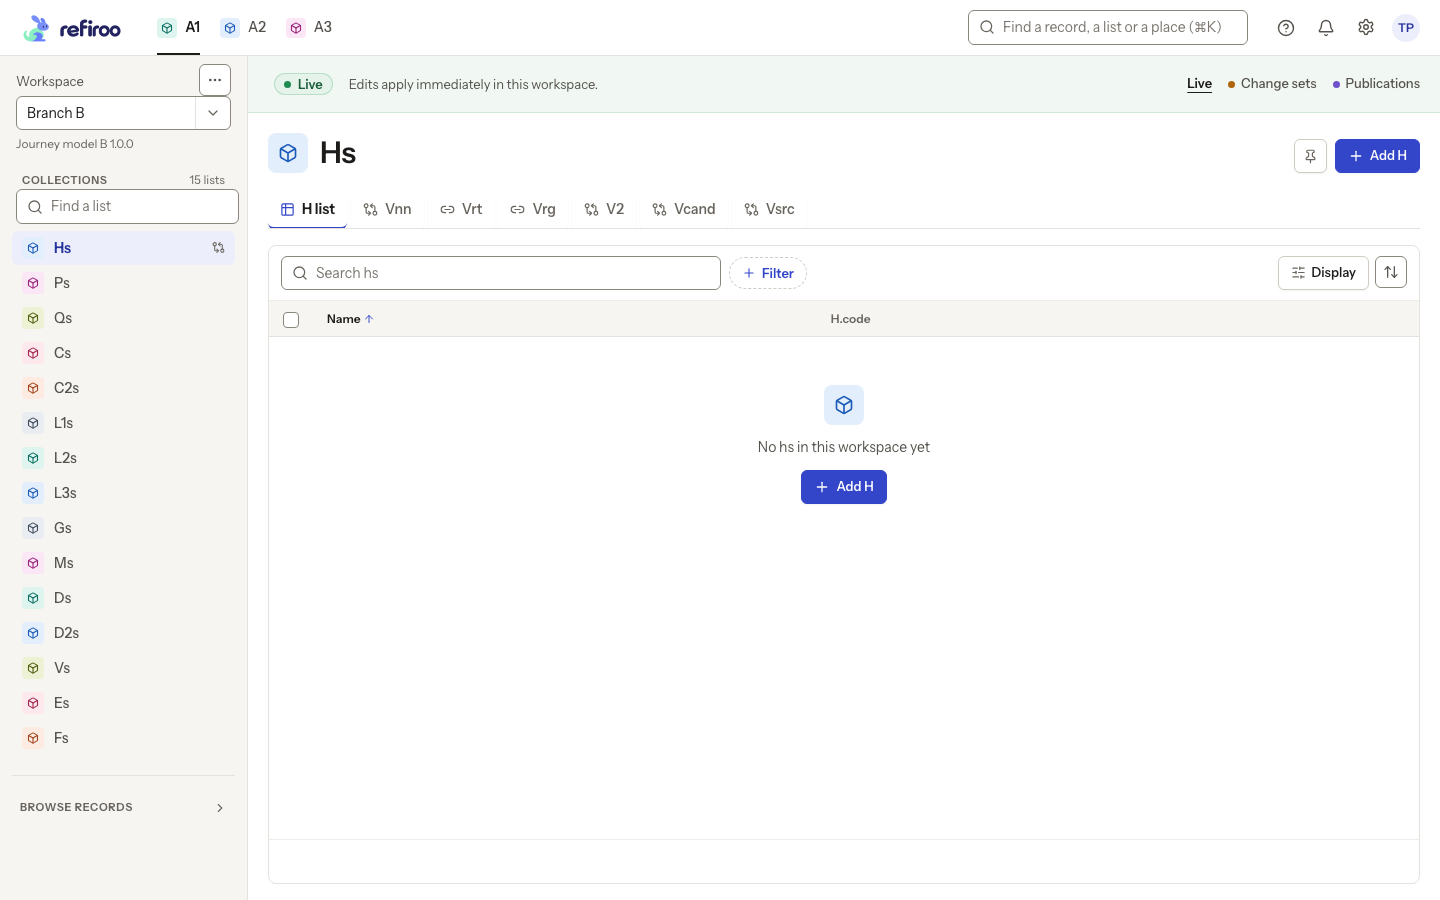 refiroo
A1
A2
A3
Find a record, a list or a place (⌘K)
TP
Workspace
Branch B
Journey model B 1.0.0
COLLECTIONS
15 lists
Find a list
Hs
Ps
Qs
Cs
C2s
L1s
L2s
L3s
Gs
Ms
Ds
D2s
Vs
Es
Fs
BROWSE RECORDS
Live
Edits apply immediately in this workspace.
Live
Change sets
Publications
Hs
Add H
H list
Vnn
Vrt
Vrg
V2
Vcand
Vsrc
Search hs
Filter
Display
Name
H.code
No hs in this workspace yet
Add H